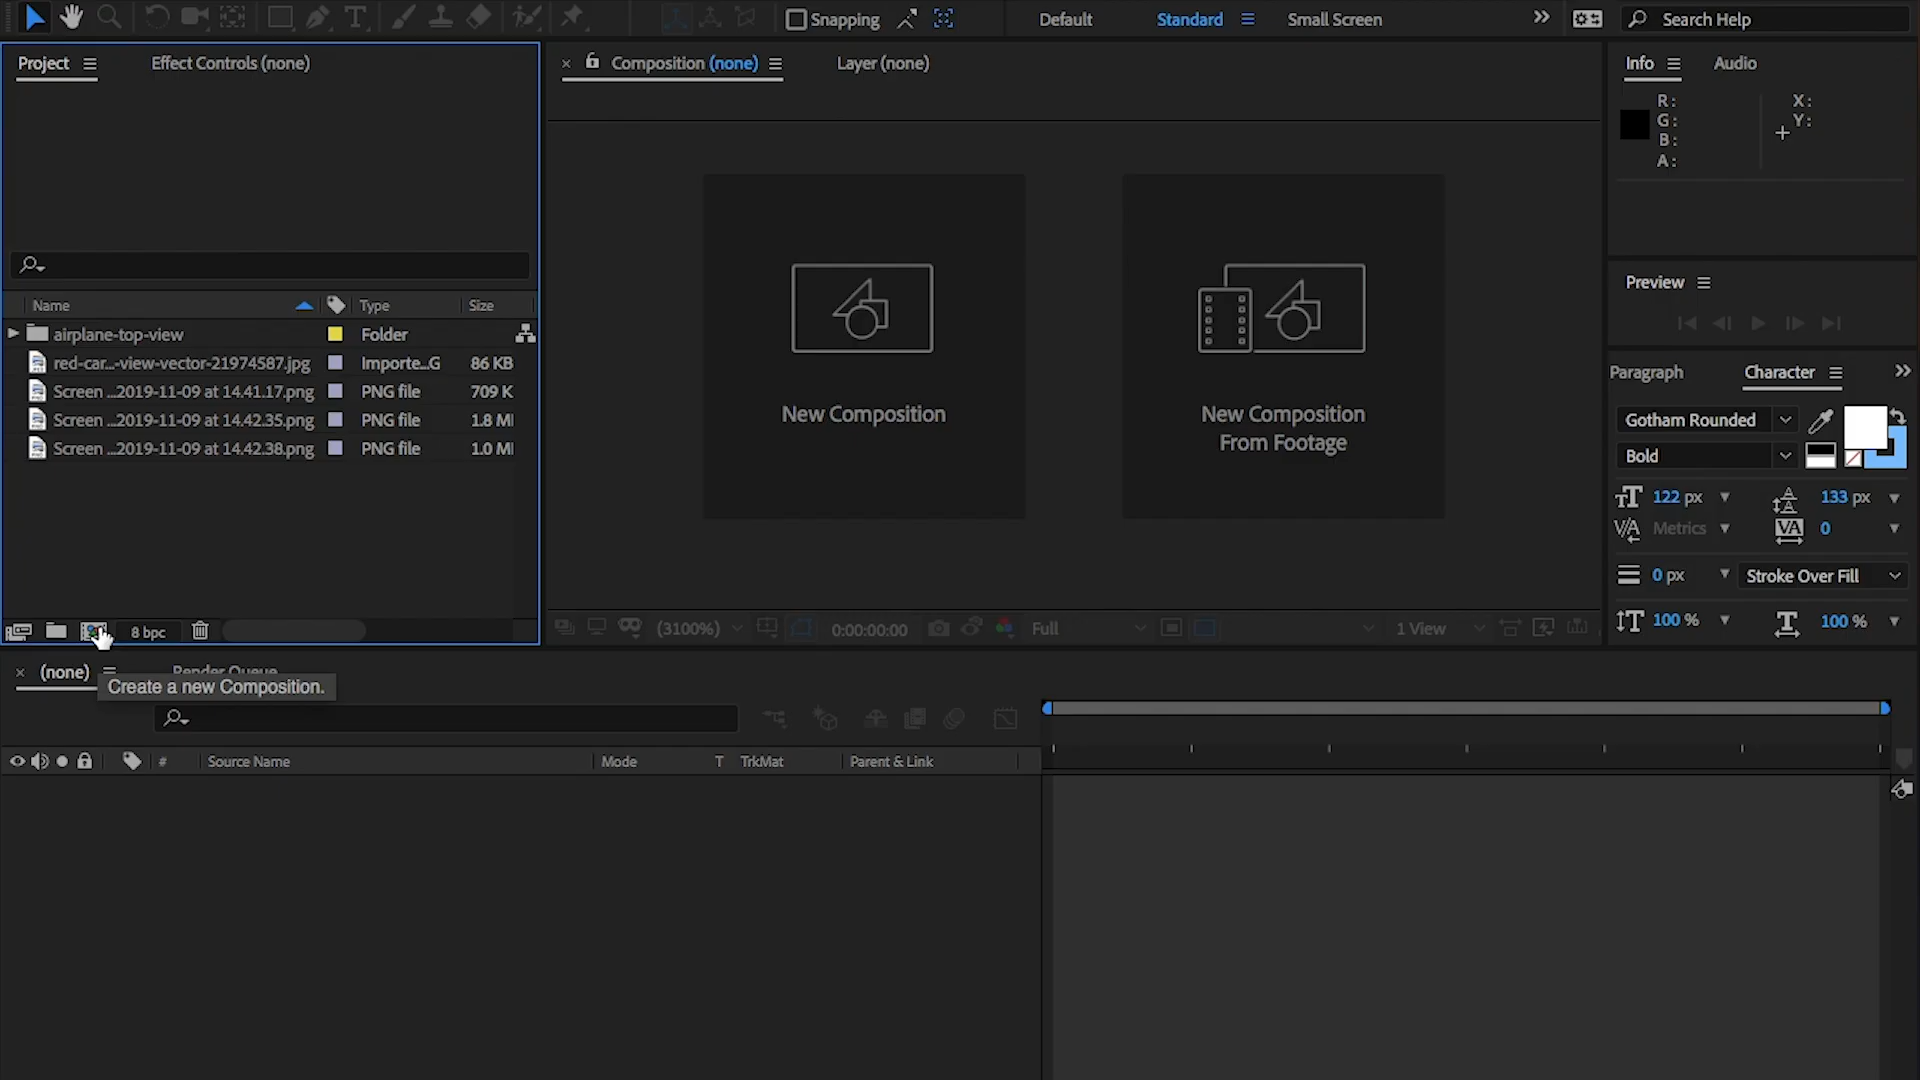 Snapping
Default
Standard
Small Screen
Search Help
Project
Effect Controls (none)
Composition (none)
Layer (none)
Info
Audio
R:
G:
B:
A:
X:
Y:
Name
Type
Size
airplane-top-view
Folder
red-car...-view-vector-21974587.jpg
Importe...G
86 KB
Screen ...2019-11-09 at 14.41.17.png
PNG file
709 K
Screen ...2019-11-09 at 14.42.35.png
PNG file
1.8 M
Screen ...2019-11-09 at 14.42.38.png
PNG file
1.0 M
New Composition
New Composition
From Footage
Preview
Paragraph
Character
Gotham Rounded
Bold
122 px
133 px
Metrics
0
0 px
Stroke Over Fill
100 %
100 %
8 bpc
(3100%)
0:00:00:00
Full
1 View
(none)
Render Queue
Create a new Composition.
#
Source Name
Mode
T
TrkMat
Parent & Link